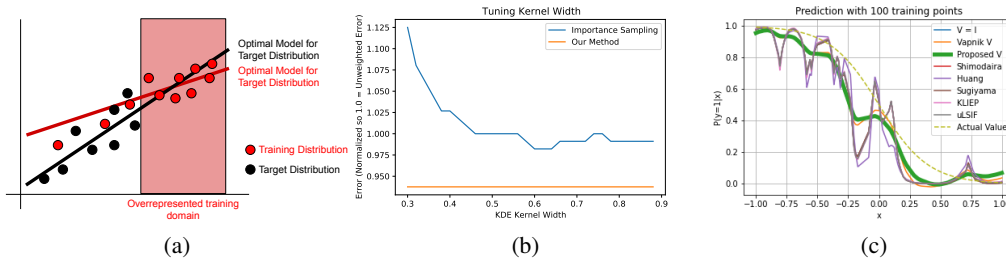 Optimal Model for
Target Distribution
Optimal Model for
Target Distribution
Training Distribution
Target Distribution
Overrepresented training
domain
(a)
Tuning Kernel Width
Error (Normalized so 1.0 = Unweighted Error)
1.125
1.100
1.075
1.050
1.025
1.000
0.975
0.950
Importance Sampling
Our Method
0.3 0.4 0.5 0.6 0.7 0.8 0.9
KDE Kernel Width
(b)
Prediction with 100 training points
P(y=1|x)
1.0
0.8
0.6
0.4
0.2
0.0
V = I
Vapnik V
Proposed V
Shimodaira
Huang
Sugiyama
KLIEP
uLSIF
Actual Value
-1.00 -0.75 -0.50 -0.25 0.00 0.25 0.50 0.75 1.00
x
(c)